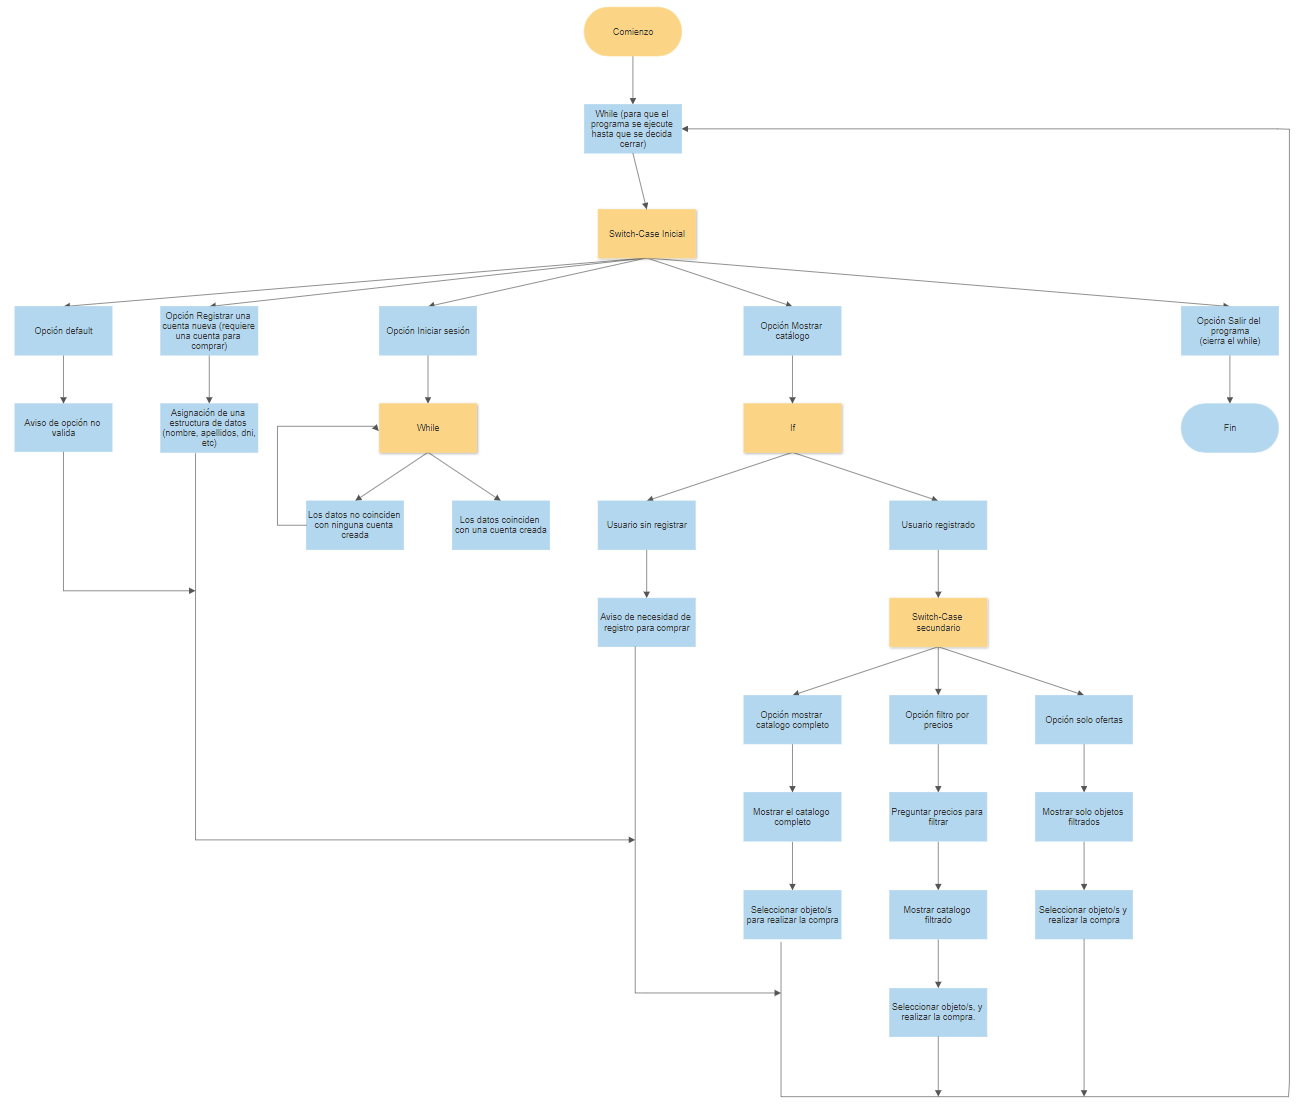 Comienzo
While (para que el
programa se ejecute
hasta que se decida
cerrar)
Switch-Case Inicial
Opción default
Opción Registrar una
cuenta nueva (requiere
una cuenta para
comprar)
Opción Iniciar sesión
Opción Mostrar
catálogo
Opción Salir del
programa
(cierra el while)
Aviso de opción no
valida
Asignación de una
estructura de datos
(nombre, apellidos, dni,
etc)
While
If
Fin
Los datos no coinciden
con ninguna cuenta
creada
Los datos coinciden
con una cuenta creada
Usuario sin registrar
Usuario registrado
Aviso de necesidad de
registro para comprar
Switch-Case
secundario
Opción mostrar
catalogo completo
Opción filtro por
precios
Opción solo ofertas
Mostrar el catalogo
completo
Preguntar precios para
filtrar
Mostrar solo objetos
filtrados
Seleccionar objeto/s
para realizar la compra
Mostrar catalogo
filtrado
Seleccionar objeto/s y
realizar la compra
Seleccionar objeto/s, y
realizar la compra.